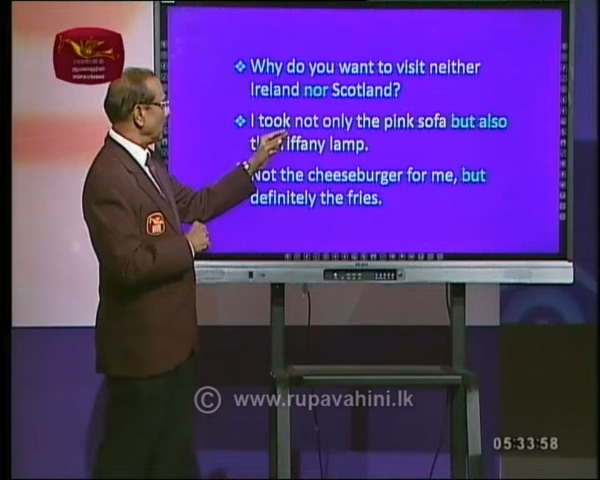 ❖ Why do you want to visit neither
Ireland nor Scotland?
❖ I took not only the pink sofa but also
Tiffany lamp.
Not the cheeseburger for me, but
definitely the fries.
© www.rupavahini.lk
05:33:58